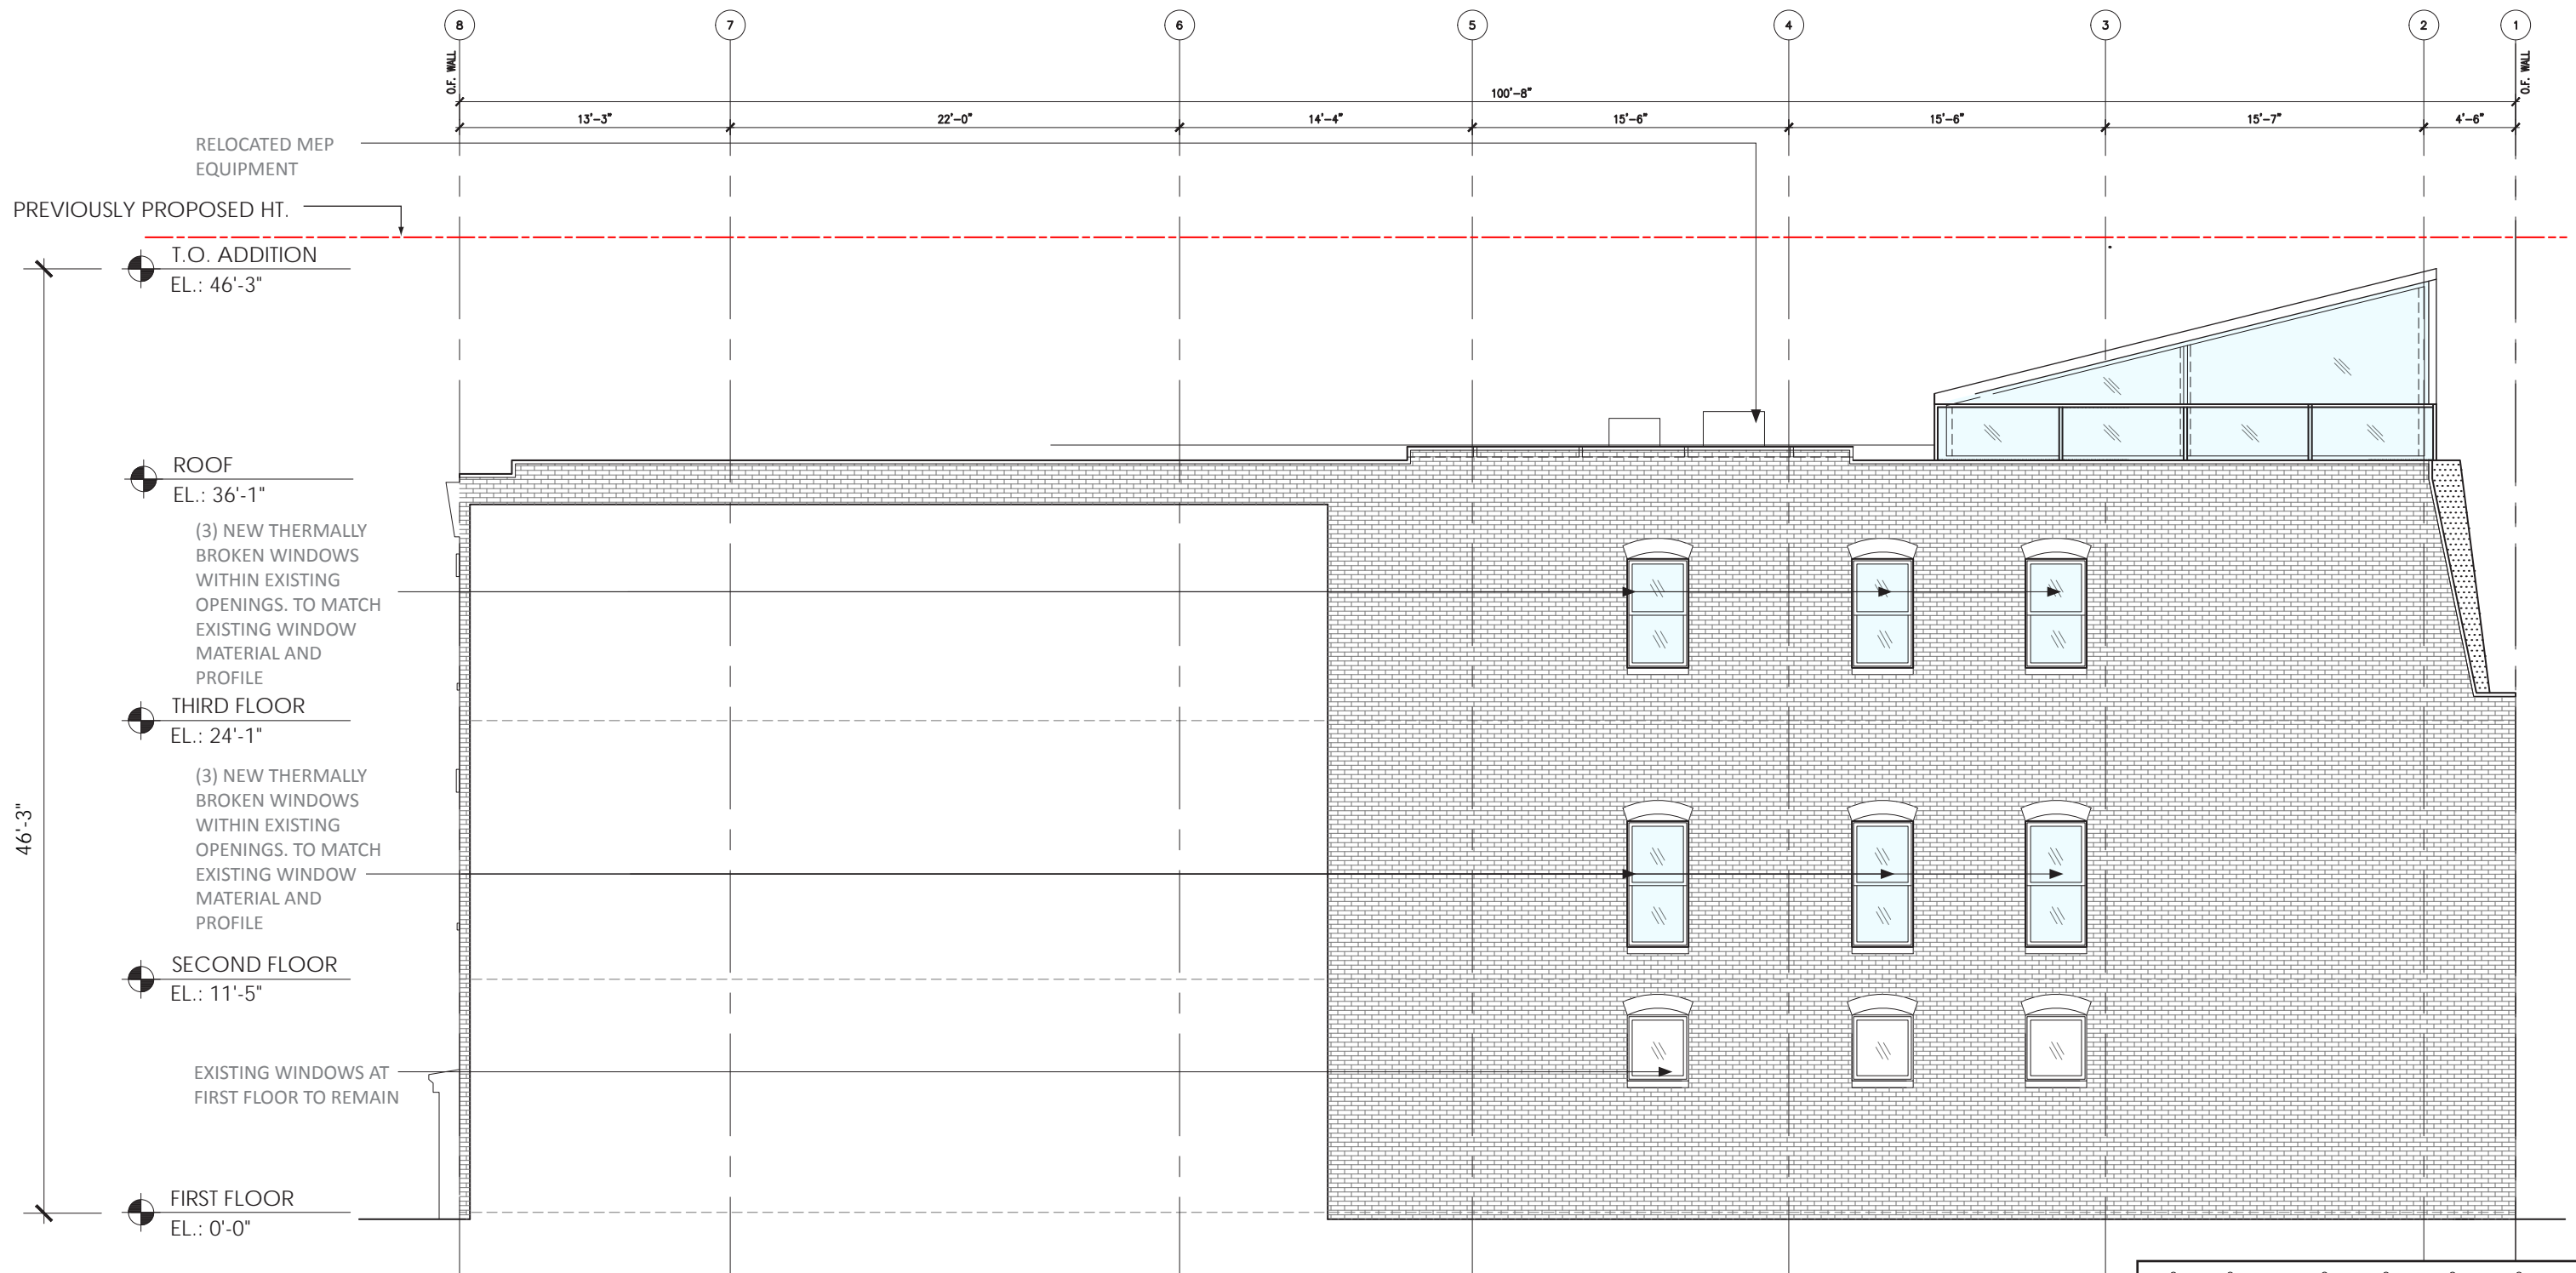 8 7 6 5 4 3 2 1
O.F. WALL
O.F. WALL
100'-8"
13'-3" 22'-0" 14'-4" 15'-6" 15'-6" 15'-7" 4'-6"
RELOCATED MEP
EQUIPMENT
PREVIOUSLY PROPOSED HT.
T.O. ADDITION
EL.: 46'-3"
ROOF
EL.: 36'-1"
(3) NEW THERMALLY
BROKEN WINDOWS
WITHIN EXISTING
OPENINGS. TO MATCH
EXISTING WINDOW
MATERIAL AND
PROFILE
THIRD FLOOR
EL.: 24'-1"
(3) NEW THERMALLY
BROKEN WINDOWS
WITHIN EXISTING
OPENINGS. TO MATCH
EXISTING WINDOW
MATERIAL AND
PROFILE
46'-3"
SECOND FLOOR
EL.: 11'-5"
EXISTING WINDOWS AT
FIRST FLOOR TO REMAIN
FIRST FLOOR
EL.: 0'-0"